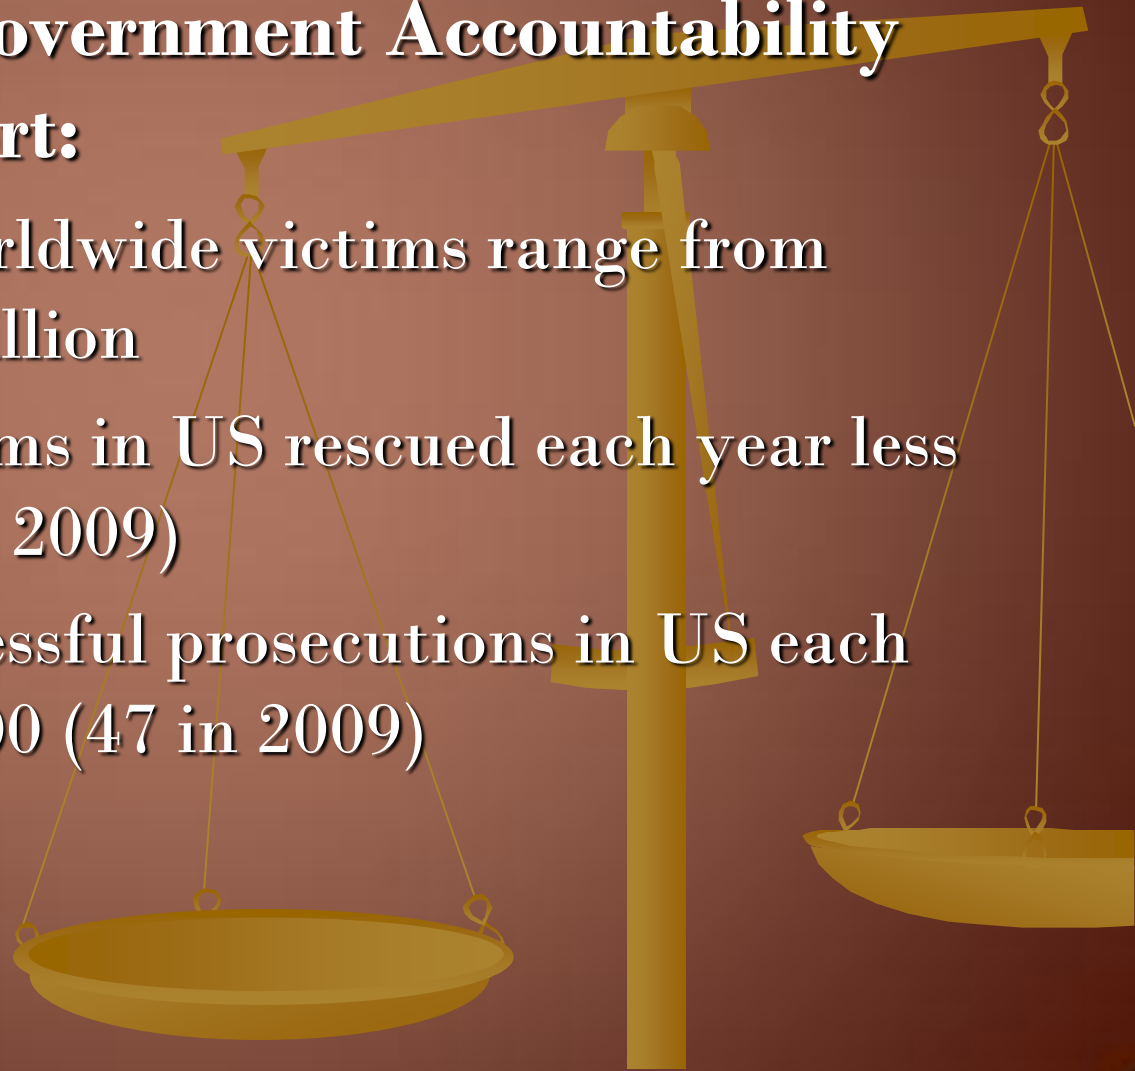 overnment Accountability
rt:
rldwide victims range from
llion
ms in US rescued each year less
2009)
essful prosecutions in US each
00 (47 in 2009)